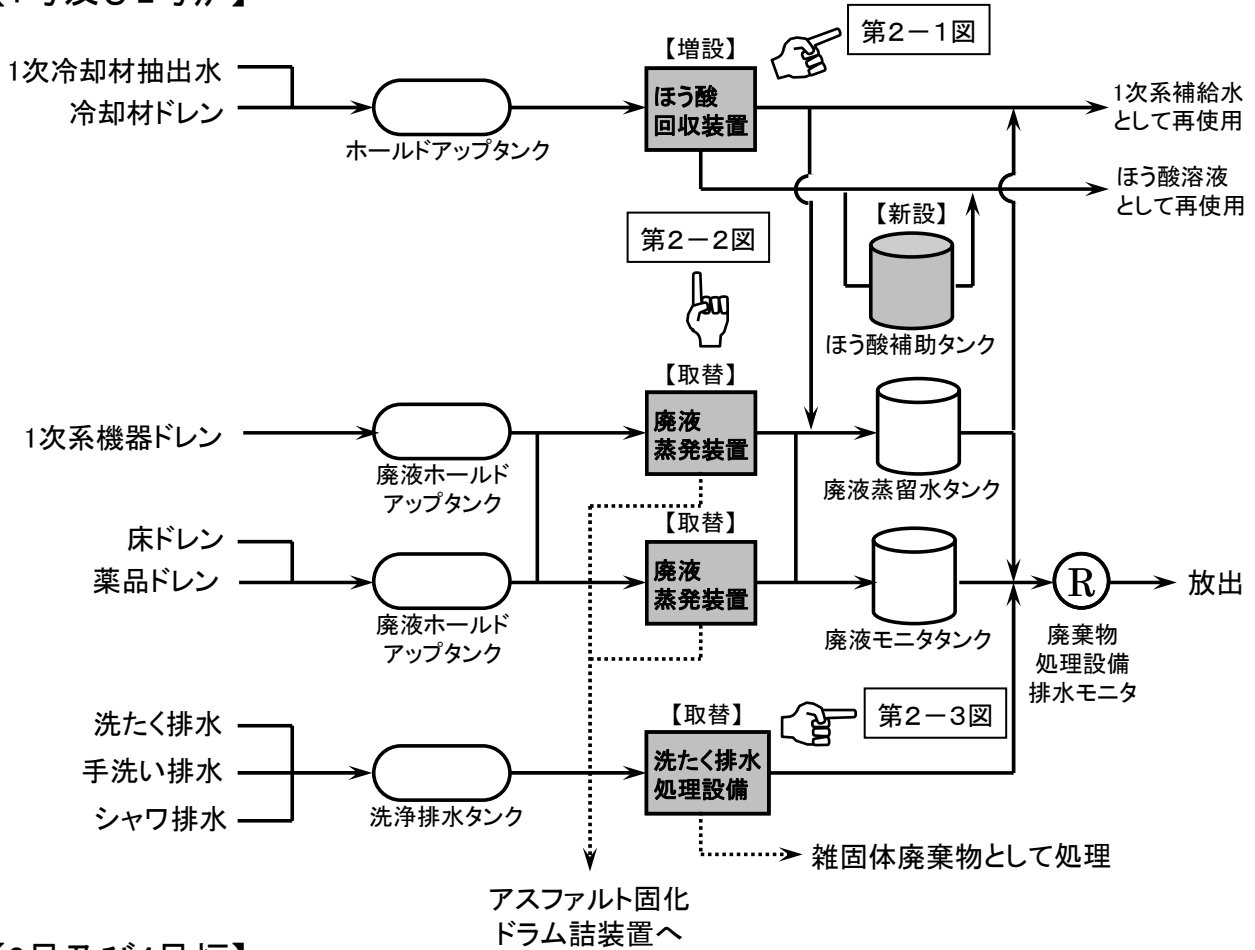 【増設】
第2-1図
1次冷却材抽出水
冷却材ドレン
ホールドアップタンク
ほう酸
回収装置
1次系補給水
として再使用
ほう酸溶液
として再使用
【新設】
ほう酸補助タンク
第2-2図
【取替】
1次系機器ドレン
廃液ホールド
アップタンク
廃液
蒸発装置
廃液蒸留水タンク
【取替】
床ドレン
薬品ドレン
廃液ホールド
アップタンク
廃液
蒸発装置
廃液モニタタンク
R
放出
廃棄物
処理設備
排水モニタ
【取替】
第2-3図
洗たく排水
手洗い排水
シャワ排水
洗浄排水タンク
洗たく排水
処理設備
雑固体廃棄物として処理
アスファルト固化
ドラム詰装置へ